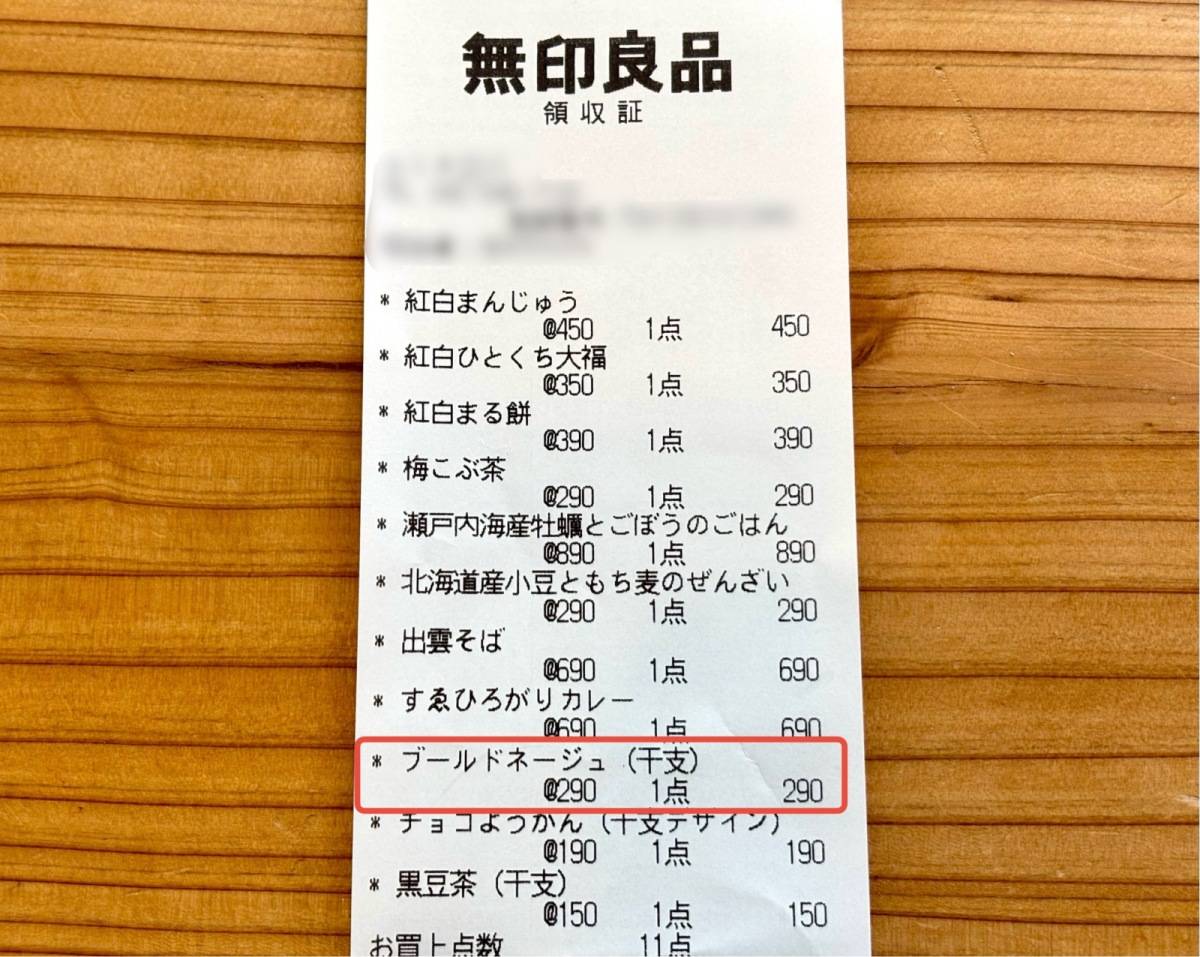 無印良品
領収証
* 紅白まんじゅう
@450 1点 450
* 紅白ひとくち大福
@350 1点 350
* 紅白まる餅
@390 1点 390
* 梅こぶ茶
@290 1点 290
* 瀬戸内海産牡蠣とごぼうのごはん
@890 1点 890
* 北海道産小豆ともち麦のぜんざい
@290 1点 290
* 出雲そば
@690 1点 690
* すゑひろがりカレー
@690 1点 690
* ブールドネージュ（干支）
@290 1点 290
* チョコようかん（干支デザイン）
@190 1点 190
* 黒豆茶（干支）
@150 1点 150
お買上点数 11点